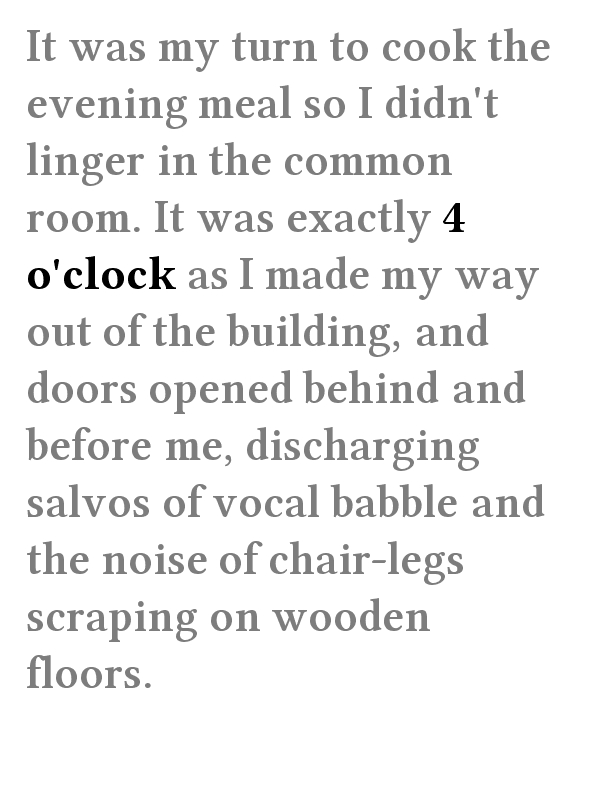 It was my turn to cook the
evening meal so I didn't
linger in the common
room. It was exactly 4
o'clock as I made my way
out of the building, and
doors opened behind and
before me, discharging
salvos of vocal babble and
the noise of chair-legs
scraping on wooden
floors.